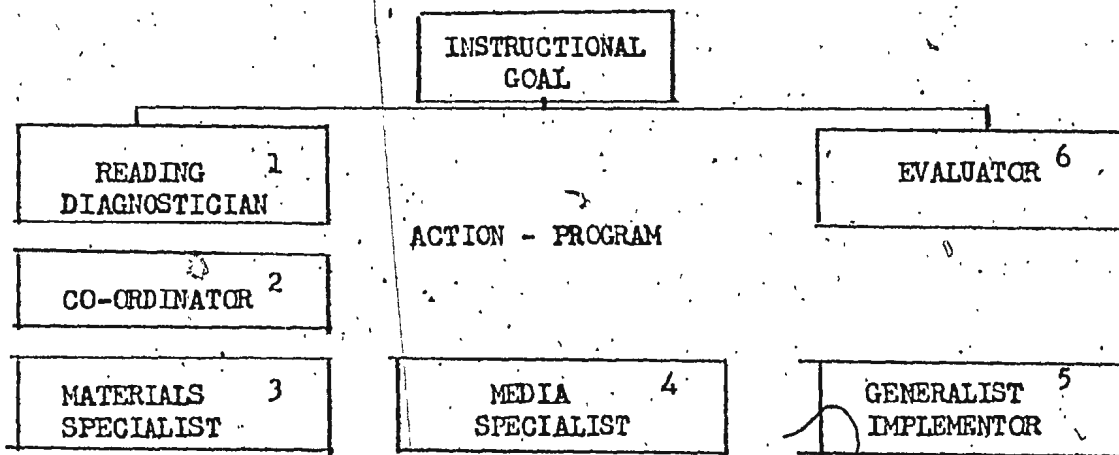 INSTRUCTIONAL
GOAL
READING 1
DIAGNOSTICIAN
EVALUATOR 6
ACTION - PROGRAM
CO-ORDINATOR 2
MATERIALS 3
SPECIALIST
MEDIA 4
SPECIALIST
GENERALIST 5
IMPLEMENTOR